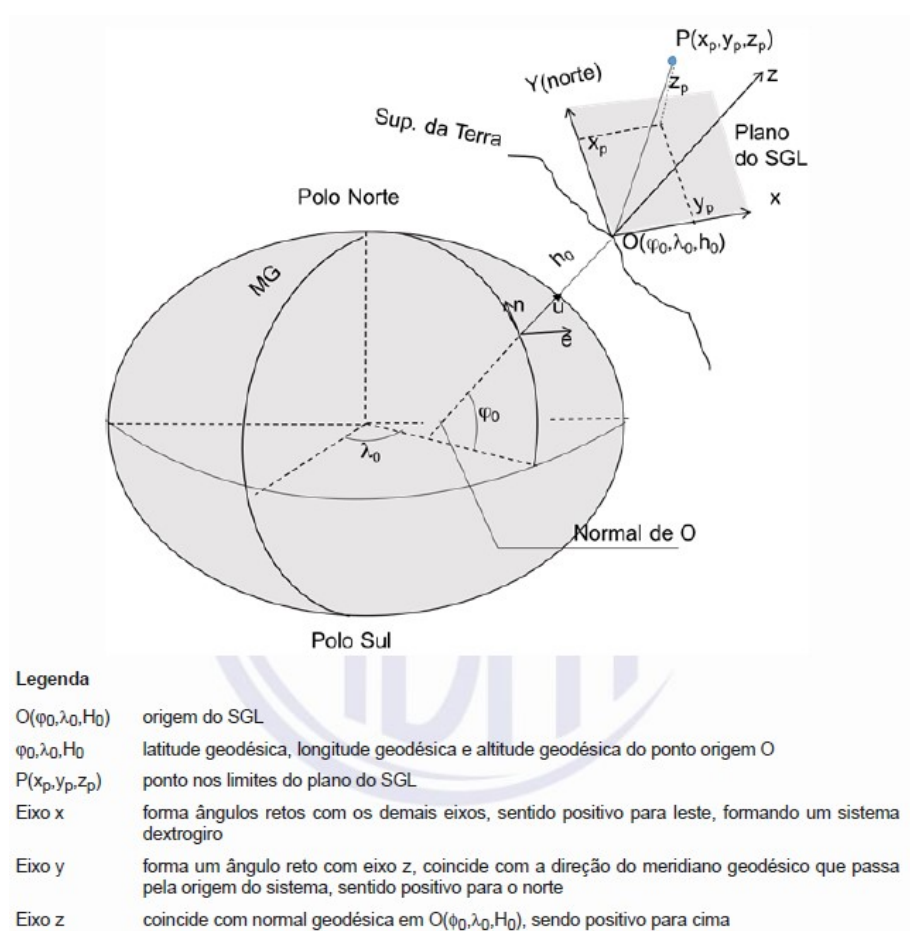 P(xₚ,yₚ,zₚ)
Y(norte)
zₚ
z
Sup. da Terra
xₚ
Plano
do SGL
yₚ
x
Polo Norte
O(φ₀,λ₀,h₀)
h₀
MG
n
u
e
φ₀
λ₀
Normal de O
Polo Sul
Legenda
O(φ₀,λ₀,H₀) origem do SGL
φ₀,λ₀,H₀ latitude geodésica, longitude geodésica e altitude geodésica do ponto origem O
P(xₚ,yₚ,zₚ) ponto nos limites do plano do SGL
Eixo x forma ângulos retos com os demais eixos, sentido positivo para leste, formando um sistema
dextrogiro
Eixo y forma um ângulo reto com eixo z, coincide com a direção do meridiano geodésico que passa
pela origem do sistema, sentido positivo para o norte
Eixo z coincide com normal geodésica em O(ϕ₀,λ₀,H₀), sendo positivo para cima